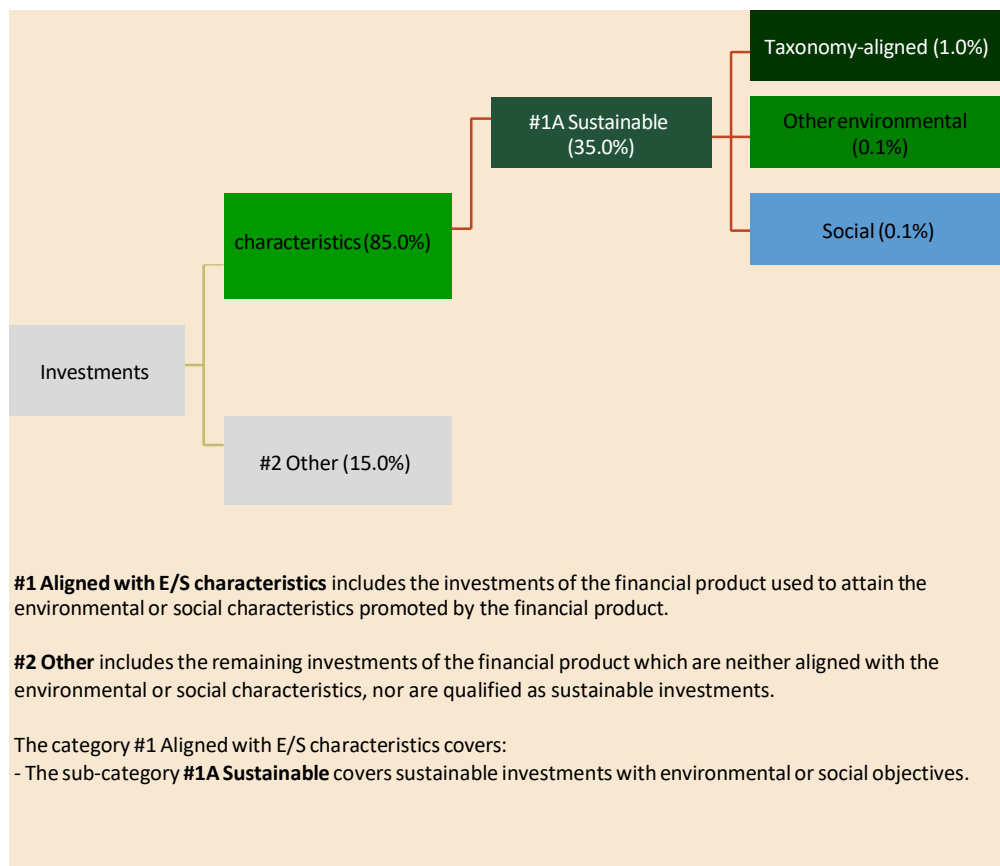 Taxonomy-aligned (1.0%)
#1A Sustainable
(35.0%)
Other environmental
(0.1%)
characteristics (85.0%)
Social (0.1%)
Investments
#2 Other (15.0%)
#1 Aligned with E/S characteristics includes the investments of the financial product used to attain the
environmental or social characteristics promoted by the financial product.
#2 Other includes the remaining investments of the financial product which are neither aligned with the
environmental or social characteristics, nor are qualified as sustainable investments.
The category #1 Aligned with E/S characteristics covers:
- The sub-category #1A Sustainable covers sustainable investments with environmental or social objectives.